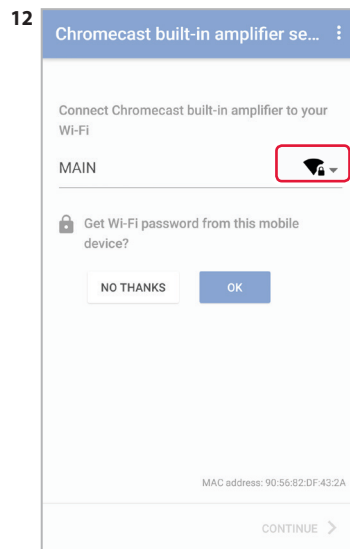 12
Chromecast built-in amplifier se...
Connect Chromecast built-in amplifier to your
Wi-Fi
MAIN
Get Wi-Fi password from this mobile
device?
NO THANKS OK
MAC address: 90:56:82:DF:43:2A
CONTINUE